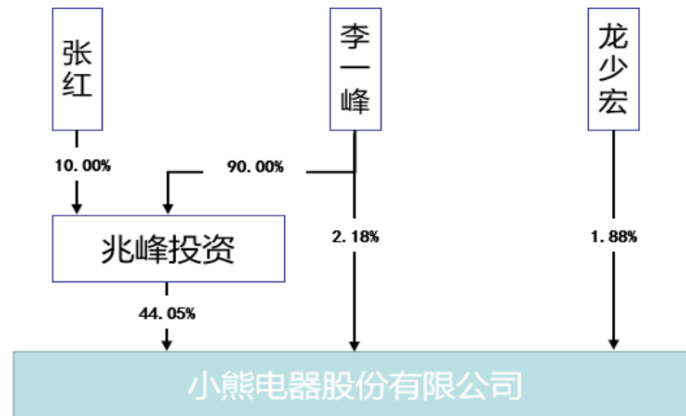 张红
李一峰
龙少宏
10.00%
90.00%
兆峰投资
2.18%
1.88%
44.05%
小熊电器股份有限公司